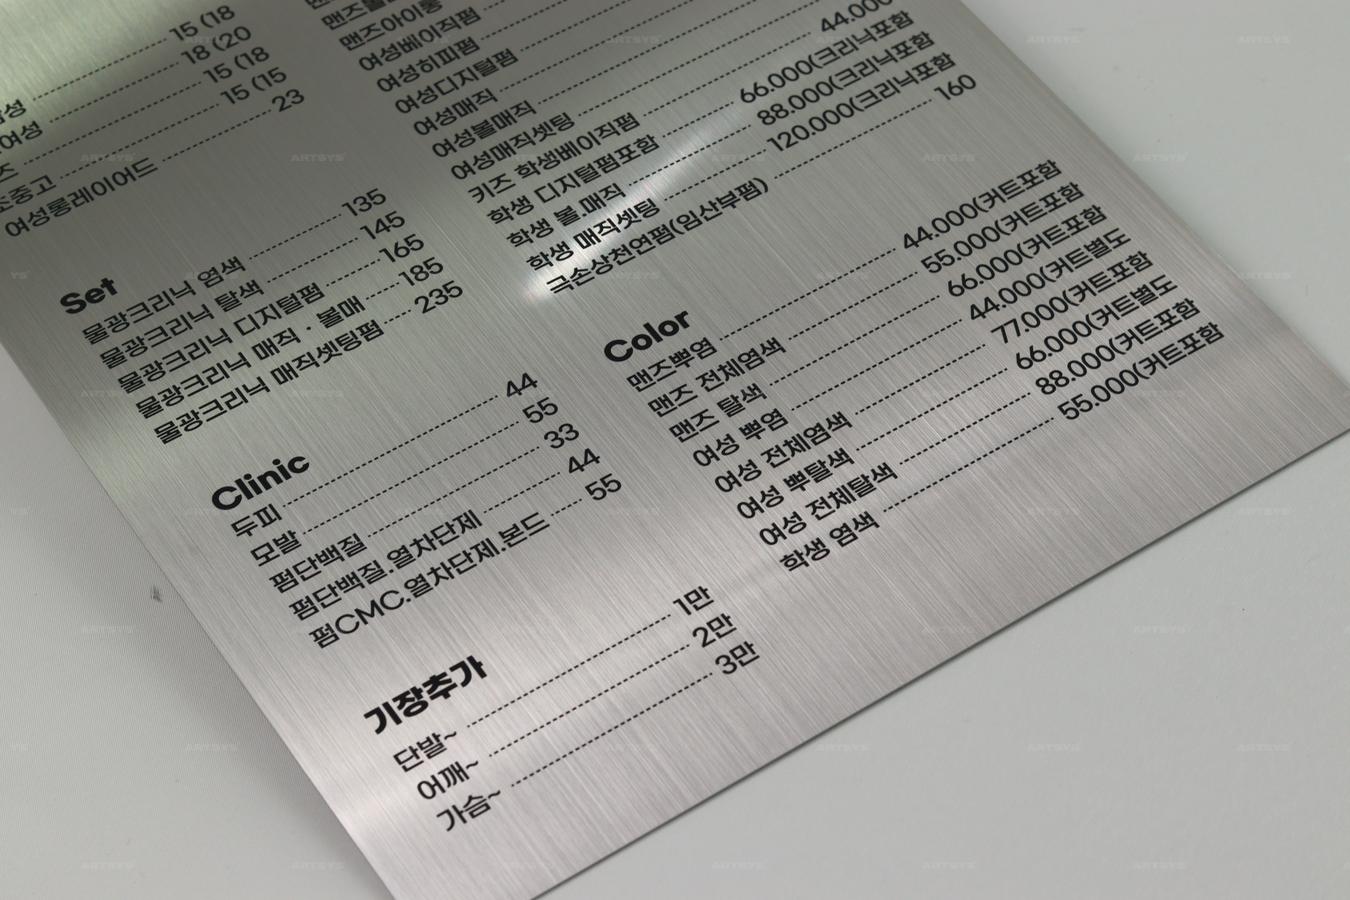 성 15 (18
여성 18 (20
즈 15 (18
초중고 15 (15
여성롱레이어드 23
Set
물광크리닉 염색 135
물광크리닉 탈색 145
물광크리닉 디지털펌 165
물광크리닉 매직 · 볼매 185
물광크리닉 매직셋팅펌 235
Clinic
두피 44
모발 55
펌단백질 33
펌단백질.열차단제 44
펌CMC.열차단제.본드 55
기장추가
단발~ 1만
어깨~ 2만
가슴~ 3만
맨즈아이롱
여성베이직펌
여성히피펌
여성디지털펌
여성매직
여성볼매직
여성매직셋팅
키즈 학생베이직펌 44.000
학생 디지털펌포함 66.000(크리닉포함
학생 볼.매직 88.000(크리닉포함
학생 매직셋팅 120.000(크리닉포함
극손상천연펌(임산부펌) 160
Color
맨즈뿌염 44.000(커트포함
맨즈 전체염색 55.000(커트포함
맨즈 탈색 66.000(커트포함
여성 뿌염 44.000(커트별도
여성 전체염색 77.000(커트포함
여성 뿌탈색 66.000(커트별도
여성 전체탈색 88.000(커트포함
학생 염색 55.000(커트포함